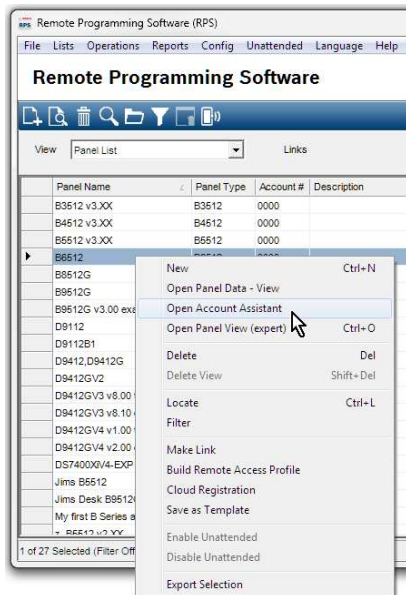 RPS Remote Programming Software (RPS)
File Lists Operations Reports Config Unattended Language Help
Remote Programming Software
View Panel List Links
Panel Name Panel Type Account # Description
B3512 v3.XX B3512 0000
B4512 v3.XX B4512 0000
B5512 v3.XX B5512 0000
B6512
B8512G
B9512G
B9512G v3.00 exa
D9112
D9112B1
D9412,D9412G
D9412GV2
D9412GV3 v8.00
D9412GV3 v8.10
D9412GV4 v1.00
D9412GV4 v2.00
DS7400XiV4-EXP
Jims B5512
Jims Desk B9512
My first B Series a
1 of 27 Selected (Filter Off
New Ctrl+N
Open Panel Data - View
Open Account Assistant
Open Panel View (expert) Ctrl+O
Delete Del
Delete View Shift+Del
Locate Ctrl+L
Filter
Make Link
Build Remote Access Profile
Cloud Registration
Save as Template
Enable Unattended
Disable Unattended
Export Selection